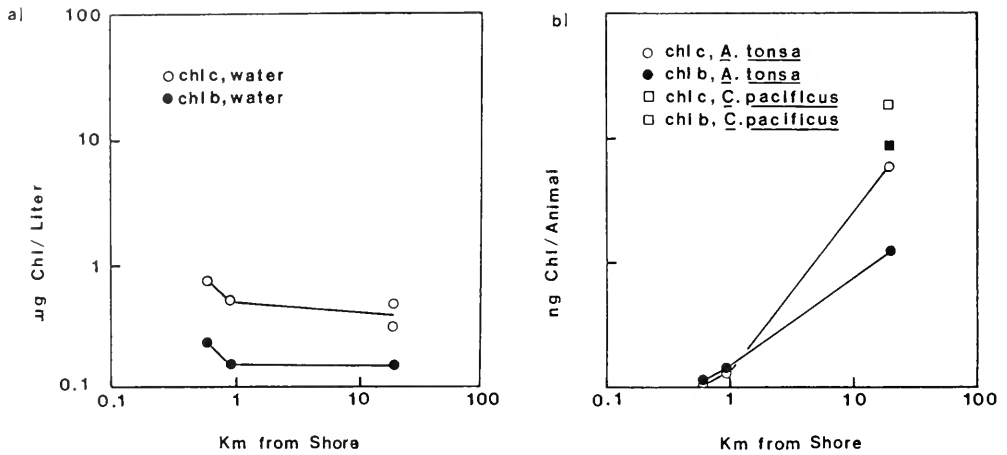 a)
100
10
1
0.1
0.1 1 10 100
µg Chl/ Liter
Km from Shore
chl c, water
chl b, water
b)
chl c, A. tonsa
chl b, A. tonsa
chl c, C. pacificus
chl b, C. pacificus
ng Chl/Animal
0.1 1 10 100
Km from Shore